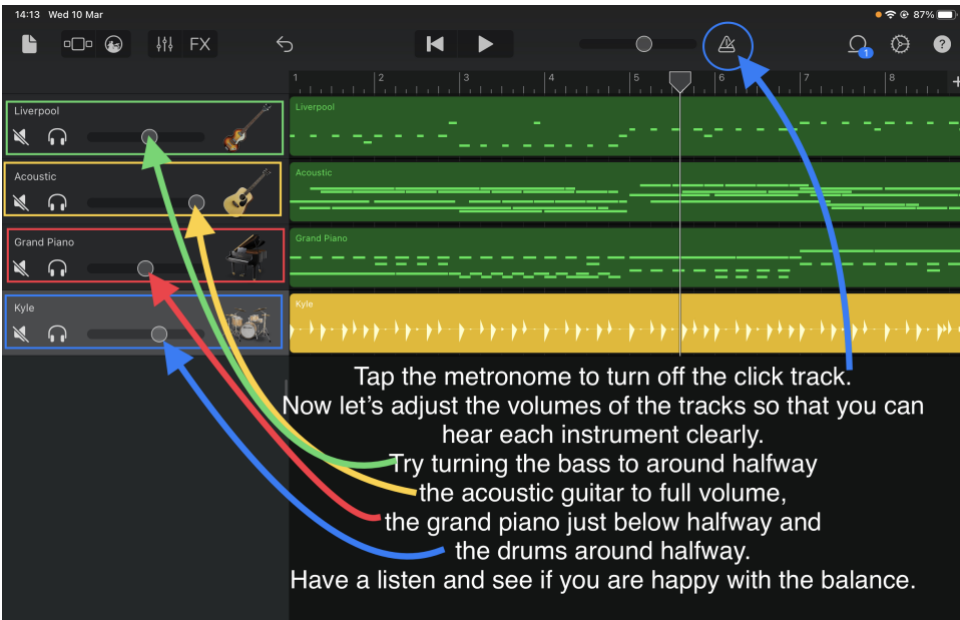 14:13 Wed 10 Mar
87%
FX
1
?
1 2 3 4 5 6 7 8 +
Liverpool
Liverpool
Acoustic
Acoustic
Grand Piano
Grand Piano
Kyle
Kyle
Tap the metronome to turn off the click track.
Now let’s adjust the volumes of the tracks so that you can
hear each instrument clearly.
Try turning the bass to around halfway
the acoustic guitar to full volume,
the grand piano just below halfway and
the drums around halfway.
Have a listen and see if you are happy with the balance.